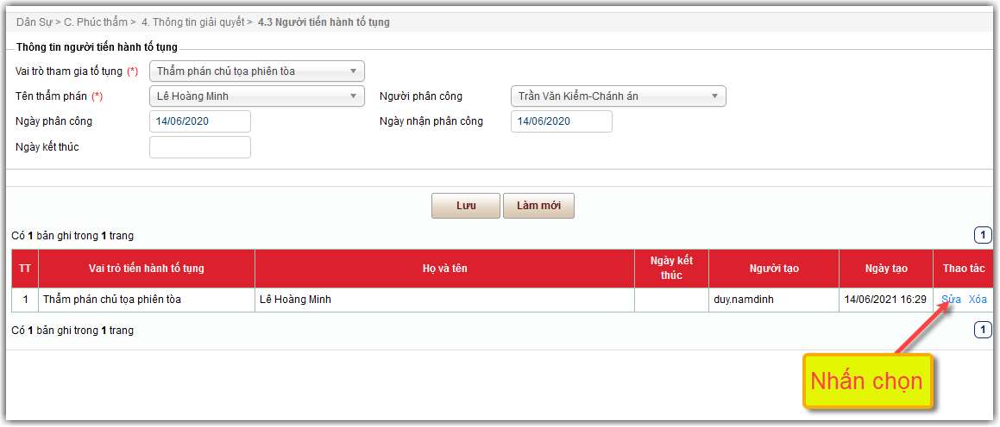 Dân Sự > C. Phúc thẩm > 4. Thông tin giải quyết > 4.3 Người tiến hành tố tụng
Thông tin người tiến hành tố tụng
Vai trò tham gia tố tụng (*) Thẩm phán chủ tọa phiên tòa
Tên thẩm phán (*) Lê Hoàng Minh Người phân công Trần Văn Kiểm-Chánh án
Ngày phân công 14/06/2020 Ngày nhận phân công 14/06/2020
Ngày kết thúc
Lưu Làm mới
Có 1 bản ghi trong 1 trang 1
TT Vai trò tiến hành tố tụng Họ và tên Ngày kết thúc Người tạo Ngày tạo Thao tác
1 Thẩm phán chủ tọa phiên tòa Lê Hoàng Minh duy.namdinh 14/06/2021 16:29 Sửa Xóa
Có 1 bản ghi trong 1 trang 1
Nhấn chọn